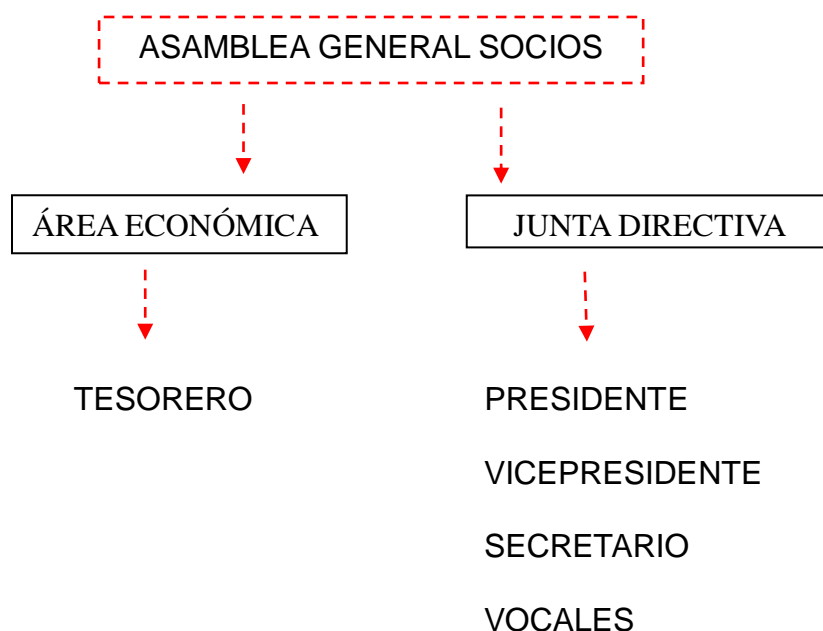 ASAMBLEA GENERAL SOCIOS
ÁREA ECONÓMICA
JUNTA DIRECTIVA
TESORERO
PRESIDENTE
VICEPRESIDENTE
SECRETARIO
VOCALES